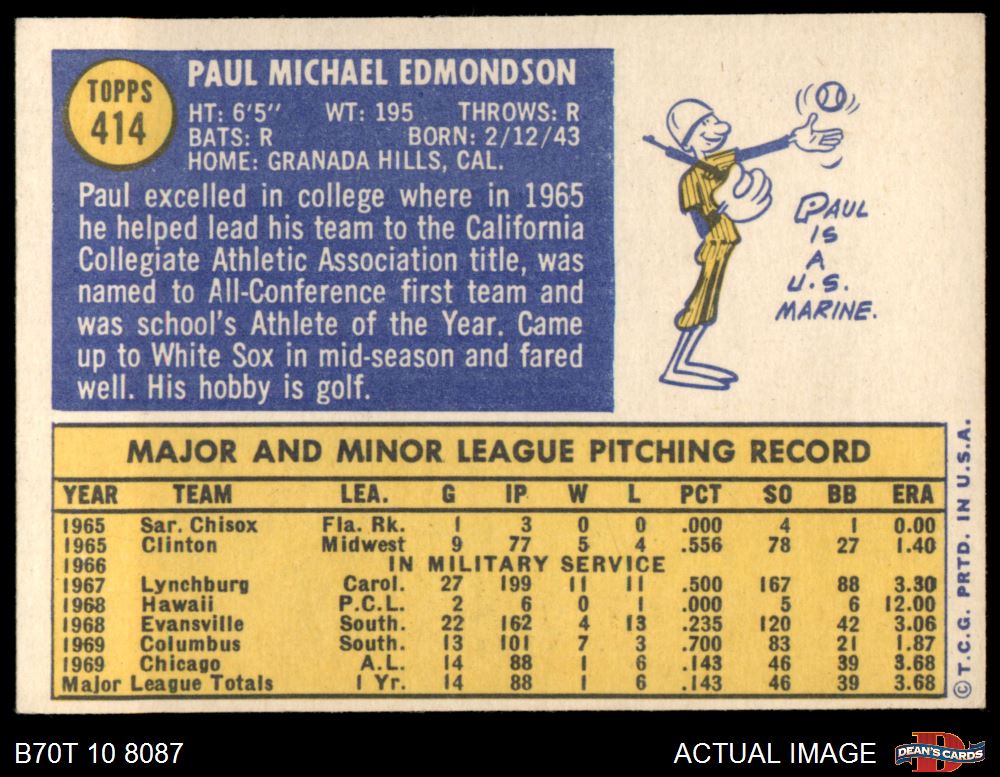 TOPPS
414
PAUL MICHAEL EDMONDSON
HT: 6'5" WT: 195 THROWS: R
BATS: R BORN: 2/12/43
HOME: GRANADA HILLS, CAL.
Paul excelled in college where in 1965
he helped lead his team to the California
Collegiate Athletic Association title, was
named to All-Conference first team and
was school's Athlete of the Year. Came
up to White Sox in mid-season and fared
well. His hobby is golf.
PAUL
IS
A
U.S.
MARINE.
MAJOR AND MINOR LEAGUE PITCHING RECORD
YEAR TEAM LEA. G IP W L PCT SO BB ERA
1965 Sar. Chisox Fla. Rk. 1 3 0 0 .000 4 1 0.00
1965 Clinton Midwest 9 77 5 4 .556 78 27 1.40
1966 IN MILITARY SERVICE
1967 Lynchburg Carol. 27 199 11 11 .500 167 88 3.30
1968 Hawaii P.C.L. 2 6 0 1 .000 5 6 12.00
1968 Evansville South. 22 162 4 13 .235 120 42 3.06
1969 Columbus South. 13 101 7 3 .700 83 21 1.87
1969 Chicago A.L. 14 88 1 6 .143 46 39 3.68
Major League Totals 1 Yr. 14 88 1 6 .143 46 39 3.68
© T.C.G. PRTD. IN U.S.A.
B70T 10 8087
ACTUAL IMAGE
DEAN'S CARDS